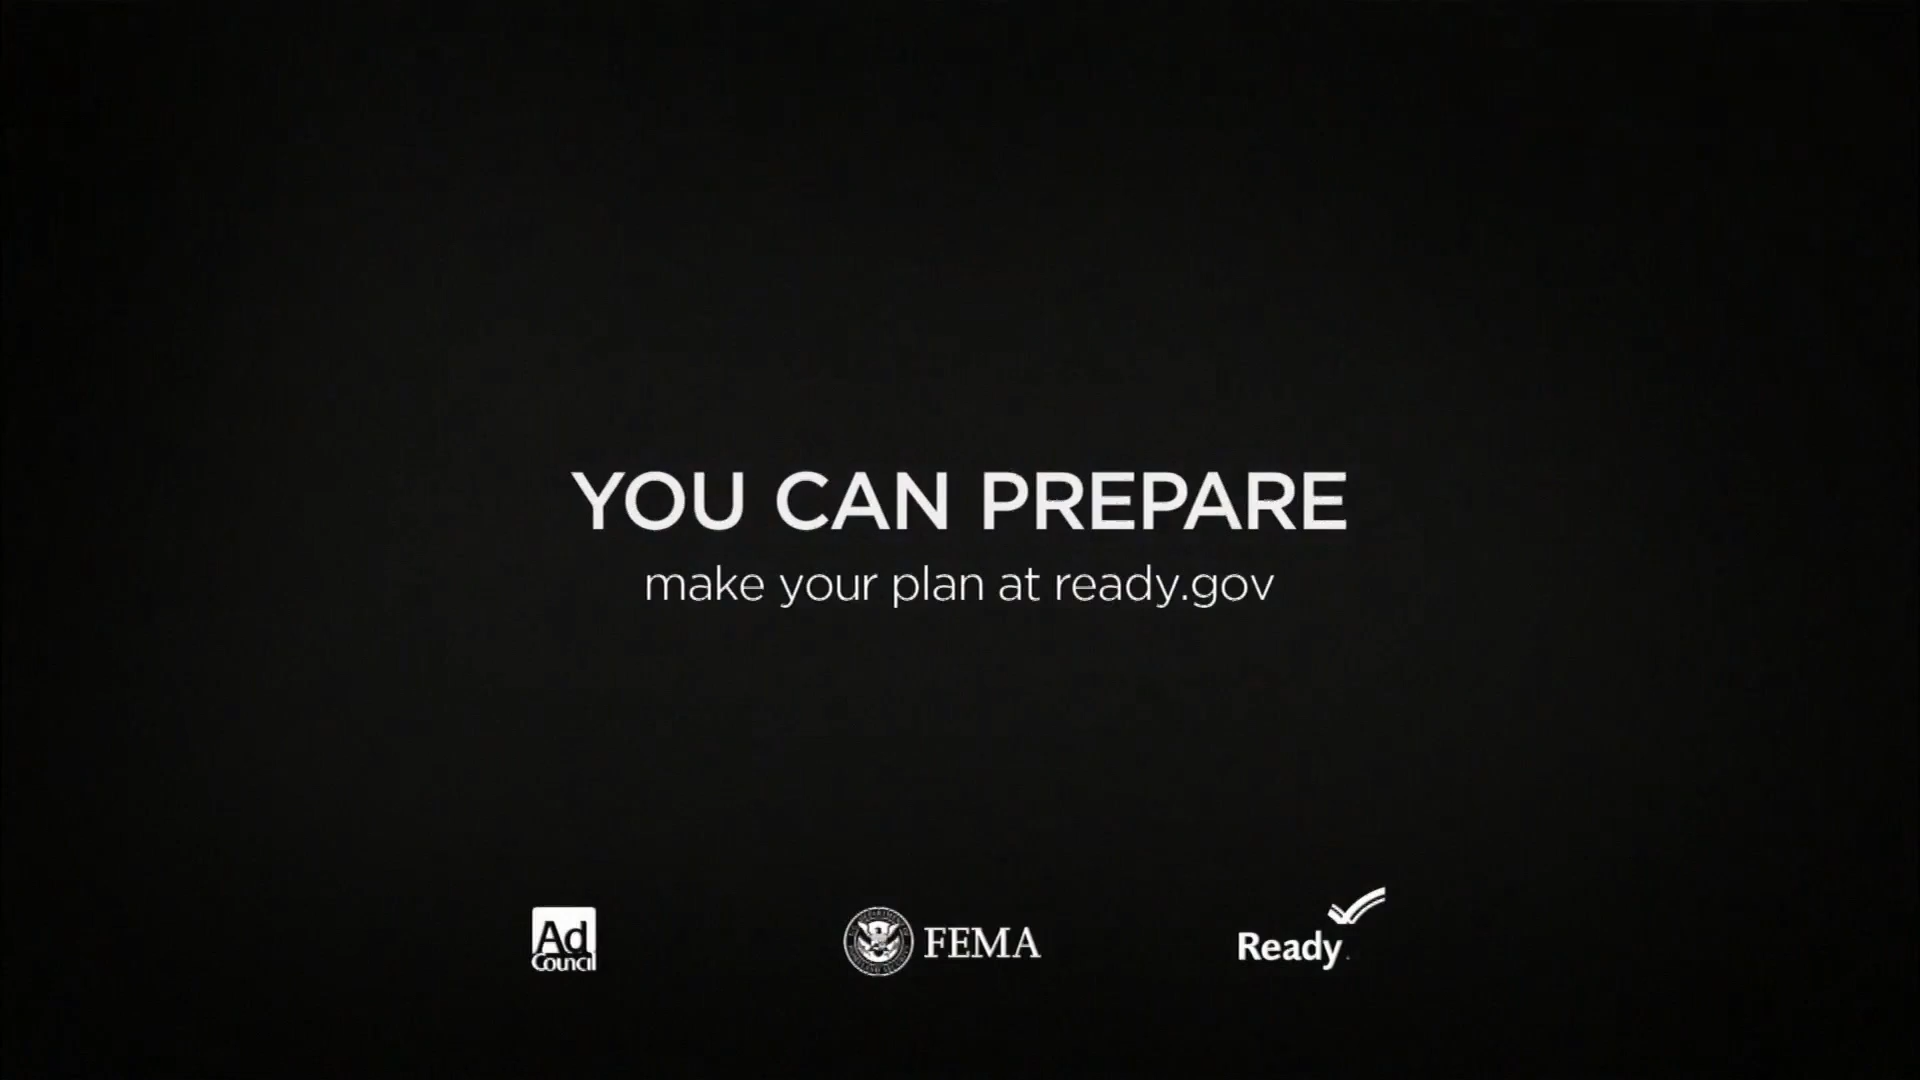 YOU CAN PREPARE
make your plan at ready.gov
Ad
Council
FEMA
Ready